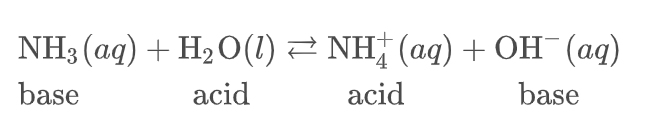 NH₃(aq) + H₂O(l) ⇄ NH₄⁺(aq) + OH⁻(aq)
base acid acid base